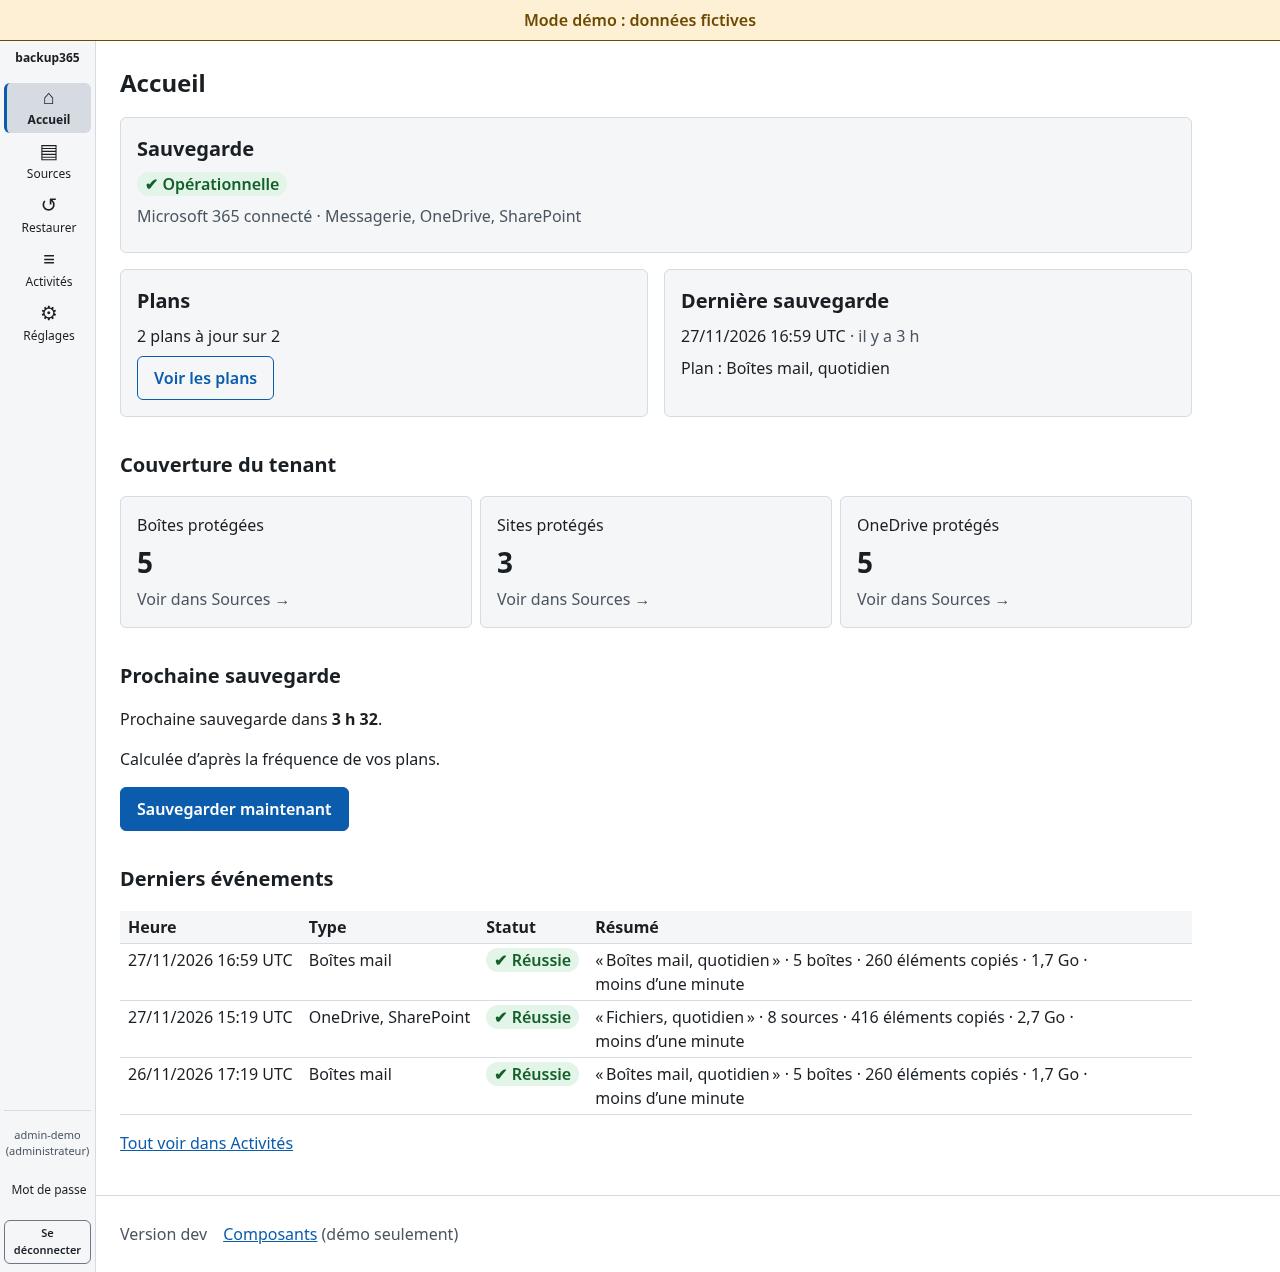 Mode démo : données fictives
backup365
Accueil
Sources
Restaurer
Activités
Réglages
admin-demo
(administrateur)
Mot de passe
Se
déconnecter
Accueil
Sauvegarde
✔ Opérationnelle
Microsoft 365 connecté · Messagerie, OneDrive, SharePoint
Plans
2 plans à jour sur 2
Voir les plans
Dernière sauvegarde
27/11/2026 16:59 UTC · il y a 3 h
Plan : Boîtes mail, quotidien
Couverture du tenant
Boîtes protégées
5
Voir dans Sources →
Sites protégés
3
Voir dans Sources →
OneDrive protégés
5
Voir dans Sources →
Prochaine sauvegarde
Prochaine sauvegarde dans 3 h 32.
Calculée d’après la fréquence de vos plans.
Sauvegarder maintenant
Derniers événements
Heure Type Statut Résumé
27/11/2026 16:59 UTC Boîtes mail ✔ Réussie « Boîtes mail, quotidien » · 5 boîtes · 260 éléments copiés · 1,7 Go ·
moins d’une minute
27/11/2026 15:19 UTC OneDrive, SharePoint ✔ Réussie « Fichiers, quotidien » · 8 sources · 416 éléments copiés · 2,7 Go ·
moins d’une minute
26/11/2026 17:19 UTC Boîtes mail ✔ Réussie « Boîtes mail, quotidien » · 5 boîtes · 260 éléments copiés · 1,7 Go ·
moins d’une minute
Tout voir dans Activités
Version dev Composants (démo seulement)